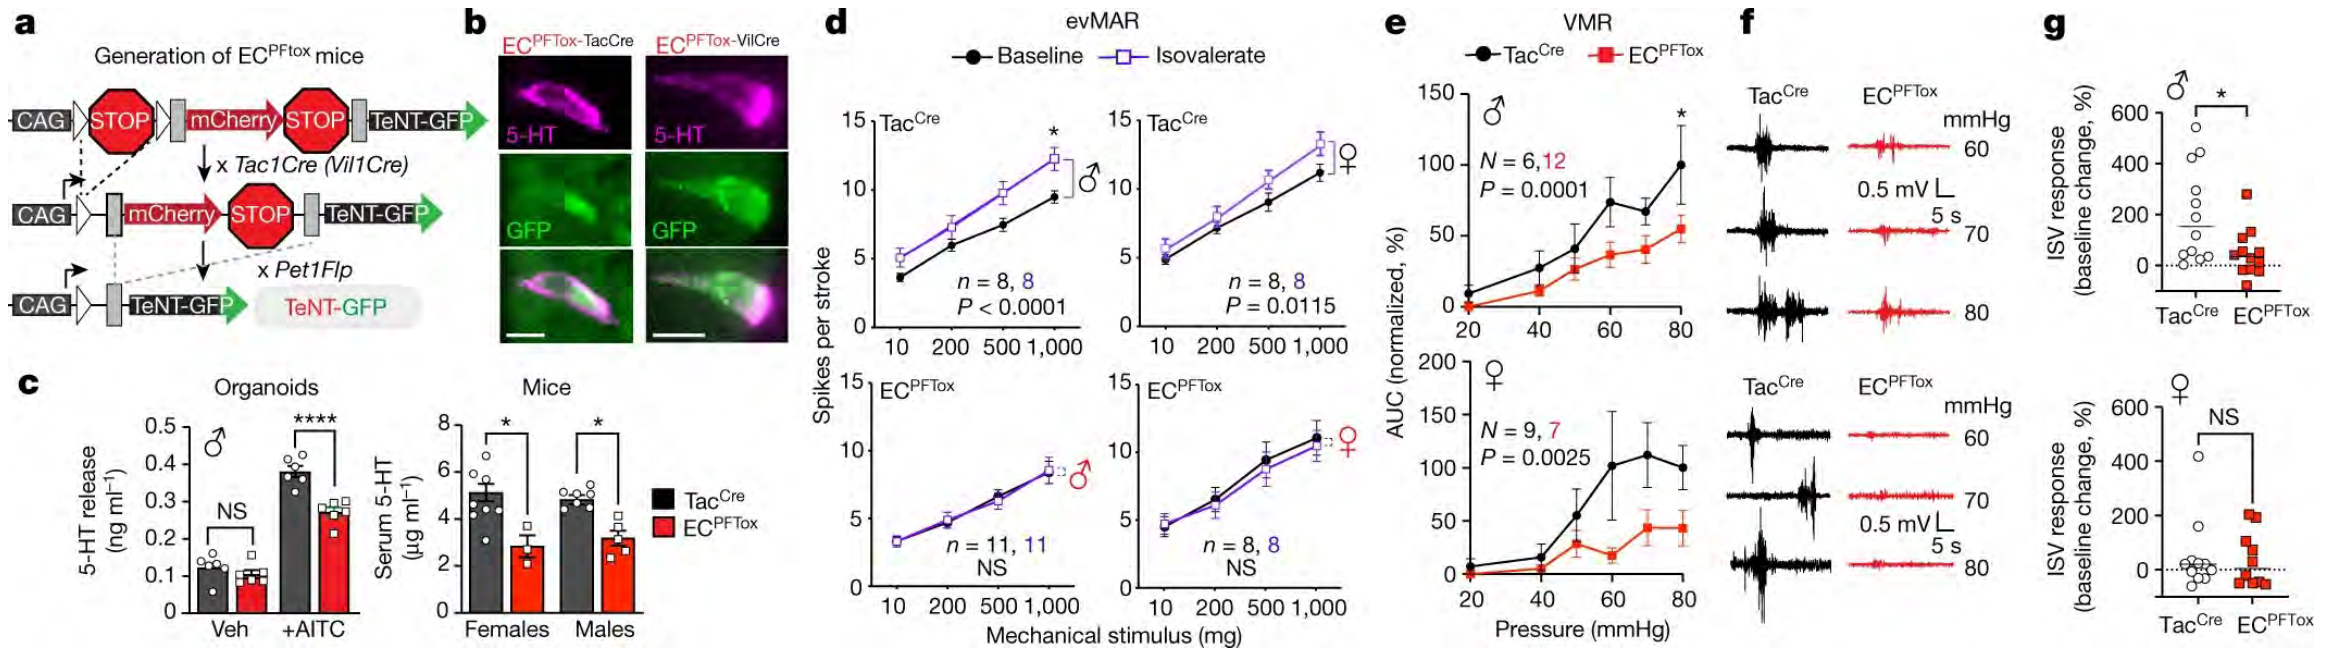 a
Generation of EC^PFtox mice
CAG STOP mCherry STOP TeNT-GFP
x Tac1Cre (Vil1Cre)
CAG mCherry STOP TeNT-GFP
x Pet1Flp
CAG TeNT-GFP TeNT-GFP
b
EC^PFTox-TacCre EC^PFTox-VilCre
5-HT 5-HT
GFP GFP
c
Organoids
♂
5-HT release
(ng ml⁻¹)
0.5
0.4
0.3
0.2
0.1
0
NS
****
Veh +AITC
Mice
Serum 5-HT
(μg ml⁻¹)
8
6
4
2
0
*
*
Females Males
Tac^Cre
EC^PFTox
d
evMAR
Baseline Isovalerate
Spikes per stroke
Tac^Cre
15
10
5
0
*
♂
n = 8, 8
P < 0.0001
10 200 500 1,000
Tac^Cre
15
10
5
0
♀
n = 8, 8
P = 0.0115
10 200 500 1,000
EC^PFTox
15
10
5
0
♂
n = 11, 11
NS
10 200 500 1,000
EC^PFTox
15
10
5
0
♀
n = 8, 8
NS
10 200 500 1,000
Mechanical stimulus (mg)
e
VMR
Tac^Cre EC^PFTox
AUC (normalized, %)
150
100
50
0
♂
*
N = 6,12
P = 0.0001
20 40 60 80
200
150
100
50
0
♀
N = 9, 7
P = 0.0025
20 40 60 80
Pressure (mmHg)
f
Tac^Cre EC^PFTox
mmHg
60
0.5 mV
5 s
70
80
Tac^Cre EC^PFTox
mmHg
60
70
0.5 mV
5 s
80
g
♂
*
ISV response
(baseline change, %)
600
400
200
0
Tac^Cre EC^PFTox
♀
NS
ISV response
(baseline change, %)
600
400
200
0
Tac^Cre EC^PFTox